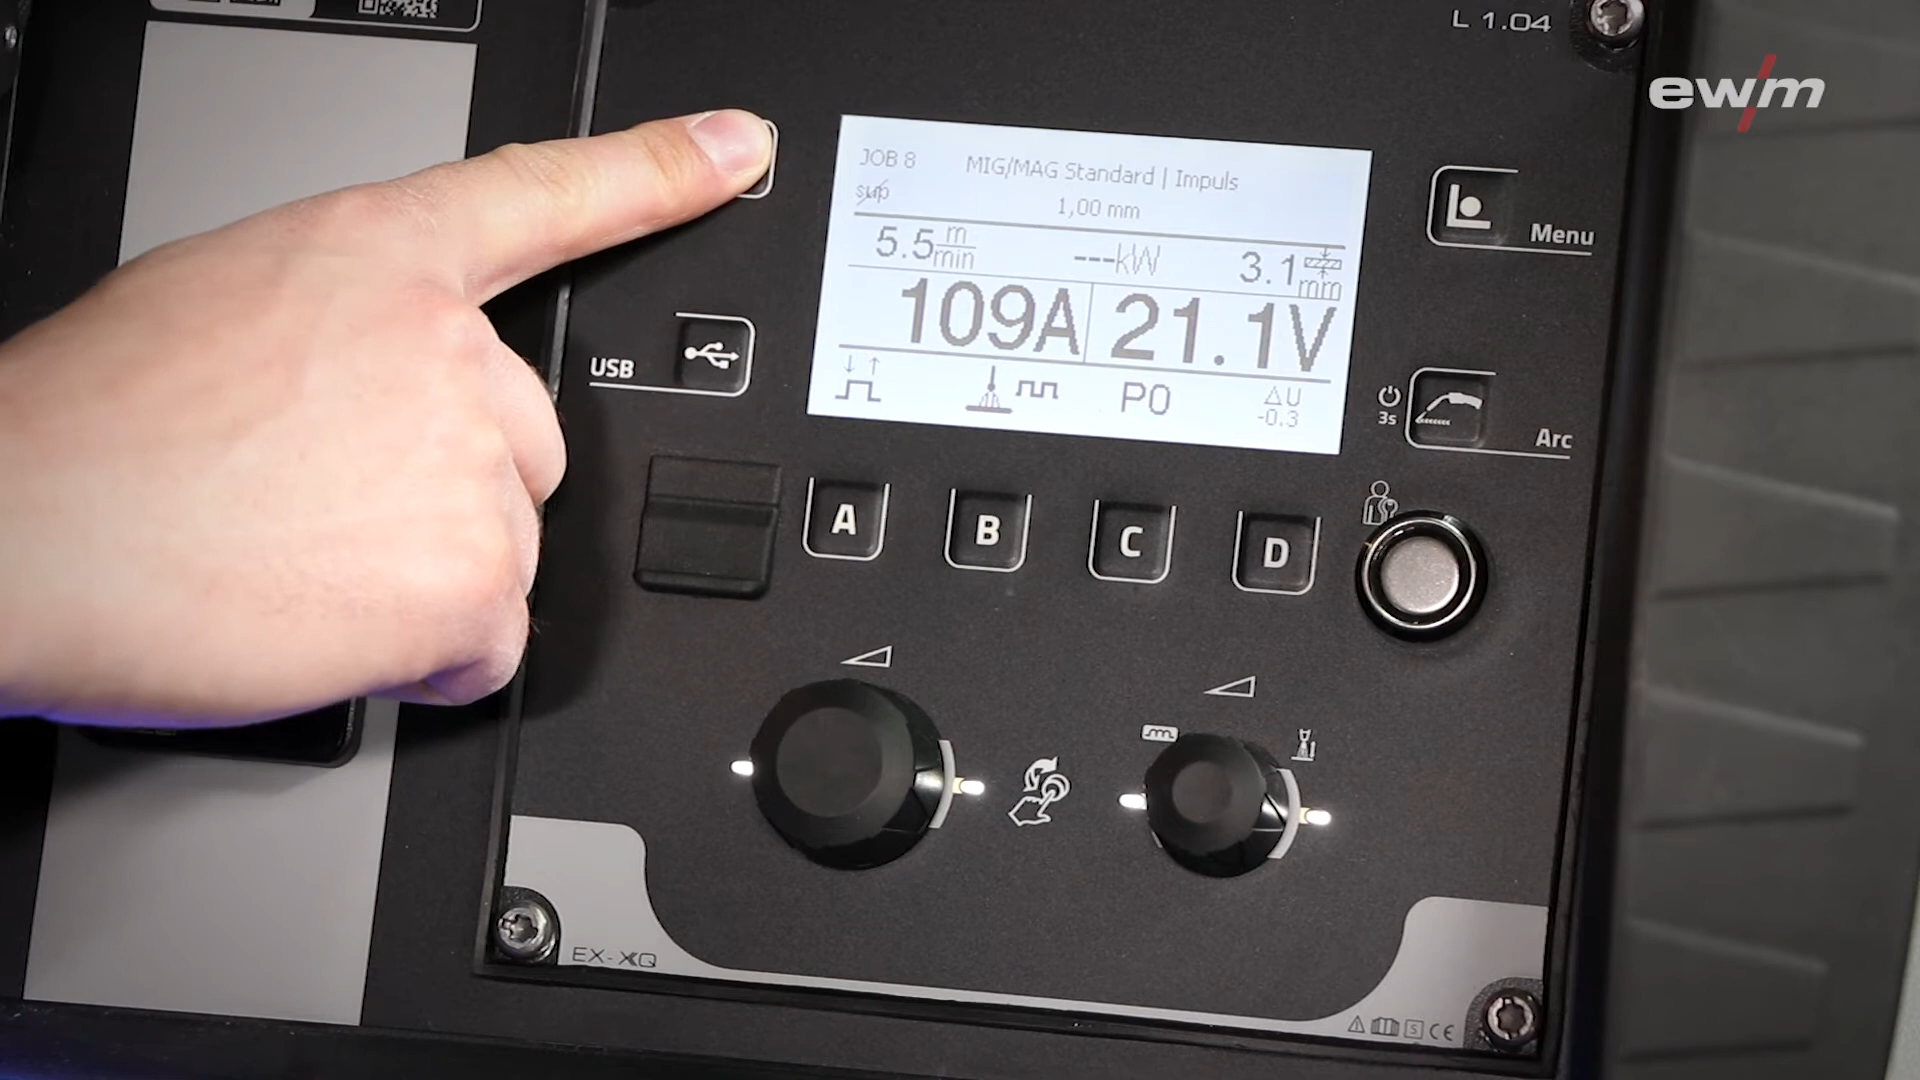 L 1.04
ewm
JOB 8 MIG/MAG Standard | Impuls
sup 1,00 mm
5.5 m/min ---kW 3.1 mm
109A 21.1V
P0 ΔU
-0.3
Menu
USB
3s
Arc
A B C D
EX-XQ
S CE